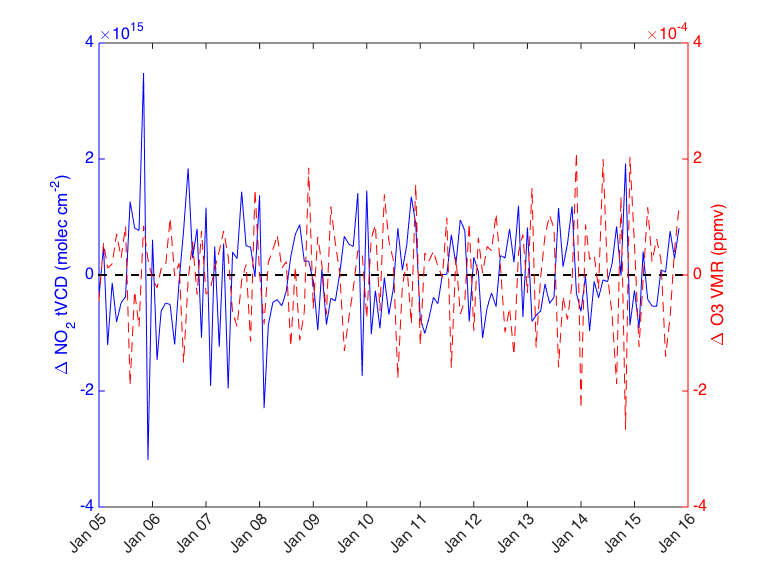 ×10¹⁵
×10⁻⁴
4
2
0
-2
-4
Δ NO₂ tVCD (molec cm⁻²)
4
2
0
-2
-4
Δ O3 VMR (ppmv)
Jan 05
Jan 06
Jan 07
Jan 08
Jan 09
Jan 10
Jan 11
Jan 12
Jan 13
Jan 14
Jan 15
Jan 16